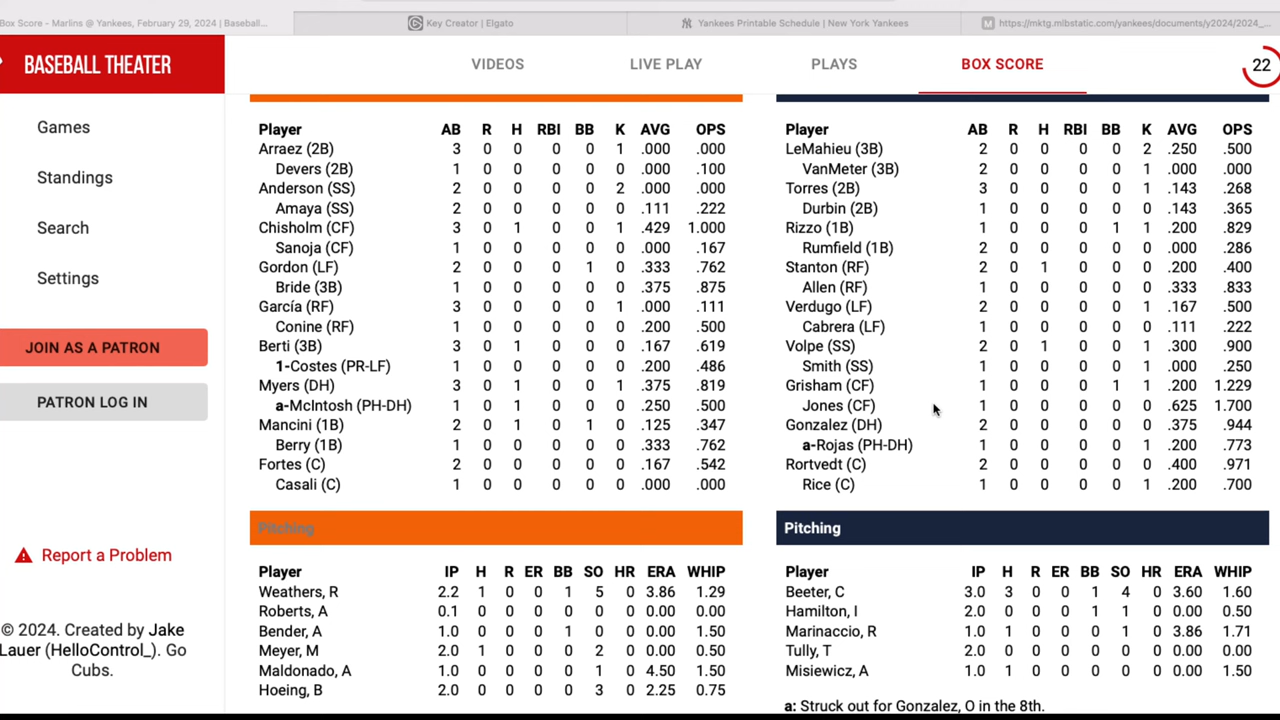 Box Score - Marlins @ Yankees, February 29, 2024 | Baseball... Key Creator | Elgato Yankees Printable Schedule | New York Yankees https://mktg.mlbstatic.com/yankees/documents/y2024/2024_...
BASEBALL THEATER VIDEOS LIVE PLAY PLAYS BOX SCORE 22
Games
Standings
Search
Settings
JOIN AS A PATRON
PATRON LOG IN
Report a Problem
© 2024. Created by Jake
Lauer (HelloControl_). Go
Cubs.
Player AB R H RBI BB K AVG OPS
Arraez (2B) 3 0 0 0 0 1 .000 .000
Devers (2B) 1 0 0 0 0 0 .000 .100
Anderson (SS) 2 0 0 0 0 2 .000 .000
Amaya (SS) 2 0 0 0 0 0 .111 .222
Chisholm (CF) 3 0 1 0 0 1 .429 1.000
Sanoja (CF) 1 0 0 0 0 0 .000 .167
Gordon (LF) 2 0 0 0 1 0 .333 .762
Bride (3B) 1 0 0 0 0 0 .375 .875
García (RF) 3 0 0 0 0 1 .000 .111
Conine (RF) 1 0 0 0 0 0 .200 .500
Berti (3B) 3 0 1 0 0 0 .167 .619
1-Costes (PR-LF) 1 0 0 0 0 0 .200 .486
Myers (DH) 3 0 1 0 0 1 .375 .819
a-McIntosh (PH-DH) 1 0 1 0 0 0 .250 .500
Mancini (1B) 2 0 1 0 1 0 .125 .347
Berry (1B) 1 0 0 0 0 0 .333 .762
Fortes (C) 2 0 0 0 0 0 .167 .542
Casali (C) 1 0 0 0 0 0 .000 .000
Pitching
Player IP H R ER BB SO HR ERA WHIP
Weathers, R 2.2 1 0 0 1 5 0 3.86 1.29
Roberts, A 0.1 0 0 0 0 0 0 0.00 0.00
Bender, A 1.0 0 0 0 1 0 0 0.00 1.50
Meyer, M 2.0 1 0 0 0 2 0 0.00 0.50
Maldonado, A 1.0 0 0 0 0 1 0 4.50 1.50
Hoeing, B 2.0 0 0 0 0 3 0 2.25 0.75
Player AB R H RBI BB K AVG OPS
LeMahieu (3B) 2 0 0 0 0 2 .250 .500
VanMeter (3B) 2 0 0 0 0 1 .000 .000
Torres (2B) 3 0 0 0 0 1 .143 .268
Durbin (2B) 1 0 0 0 0 0 .143 .365
Rizzo (1B) 1 0 0 0 1 1 .200 .829
Rumfield (1B) 2 0 0 0 0 0 .000 .286
Stanton (RF) 2 0 1 0 0 0 .200 .400
Allen (RF) 1 0 0 0 0 0 .333 .833
Verdugo (LF) 2 0 0 0 0 1 .167 .500
Cabrera (LF) 1 0 0 0 0 0 .111 .222
Volpe (SS) 2 0 1 0 0 1 .300 .900
Smith (SS) 1 0 0 0 0 0 .000 .250
Grisham (CF) 1 0 0 0 1 1 .200 1.229
Jones (CF) 1 0 0 0 0 0 .625 1.700
Gonzalez (DH) 2 0 0 0 0 0 .375 .944
a-Rojas (PH-DH) 1 0 0 0 0 1 .200 .773
Rortvedt (C) 2 0 0 0 0 0 .400 .971
Rice (C) 1 0 0 0 0 1 .200 .700
Pitching
Player IP H R ER BB SO HR ERA WHIP
Beeter, C 3.0 3 0 0 1 4 0 3.60 1.60
Hamilton, I 2.0 0 0 0 1 1 0 0.00 0.50
Marinaccio, R 1.0 1 0 0 0 1 0 3.86 1.71
Tully, T 2.0 0 0 0 0 0 0 0.00 0.00
Misiewicz, A 1.0 1 0 0 0 0 0 0.00 1.50
a: Struck out for Gonzalez, O in the 8th.